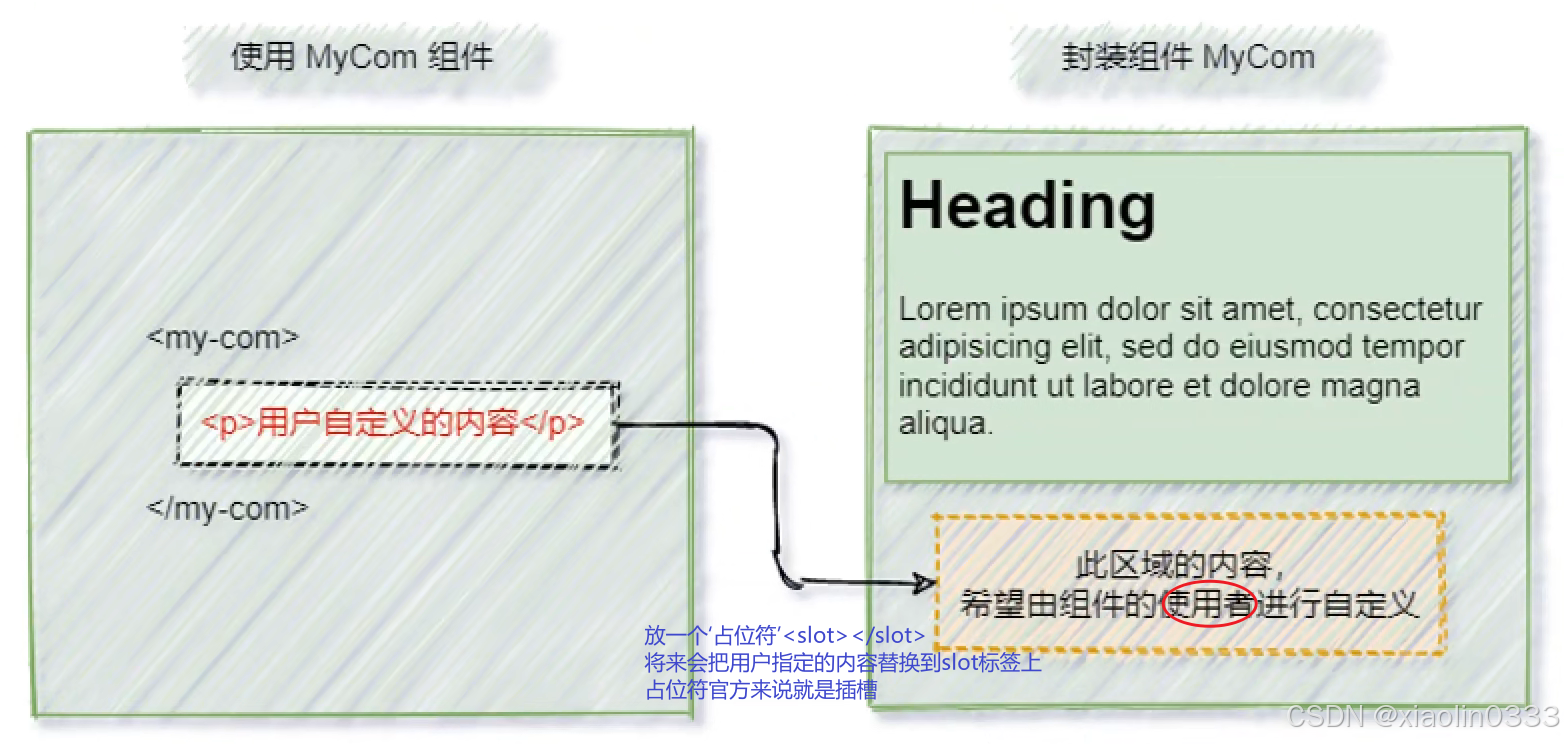 使用 MyCom 组件
封装组件 MyCom
<my-com>
<p>用户自定义的内容</p>
</my-com>
Heading
Lorem ipsum dolor sit amet, consectetur
adipisicing elit, sed do eiusmod tempor
incididunt ut labore et dolore magna
aliqua.
此区域的内容，
希望由组件的使用者进行自定义
放一个‘占位符’<slot></slot>
将来会把用户指定的内容替换到slot标签上
占位符官方来说就是插槽
CSDN @xiaolin0333